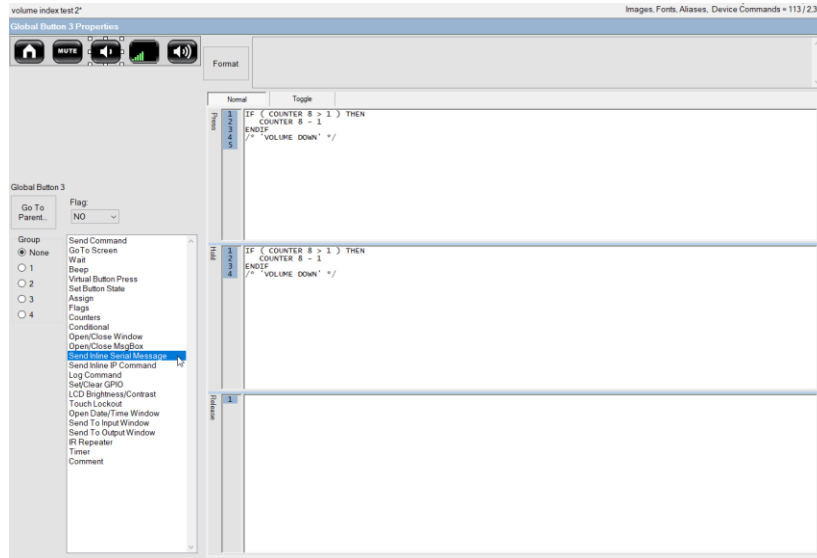 volume index test 2*
Images, Fonts, Aliases, Device Commands = 113 / 2.3
Global Button 3 Properties
MUTE
Format
Normal Toggle
Press
1 IF ( COUNTER 8 > 1 ) THEN
2 COUNTER 8 - 1
3 ENDIF
4 /* 'VOLUME DOWN' */
5
Global Button 3
Go To
Parent..
Flag:
NO
Group
None
1
2
3
4
Send Command
GoTo Screen
Wait
Beep
Virtual Button Press
Set Button State
Assign
Flags
Counters
Conditional
Open/Close Window
Open/Close MsgBox
Send Inline Serial Message
Send Inline IP Command
Log Command
Set/Clear GPIO
LCD Brightness/Contrast
Touch Lockout
Open Date/Time Window
Send To Input Window
Send To Output Window
IR Repeater
Timer
Comment
Hold
1 IF ( COUNTER 8 > 1 ) THEN
2 COUNTER 8 - 1
3 ENDIF
4 /* 'VOLUME DOWN' */
Release
1